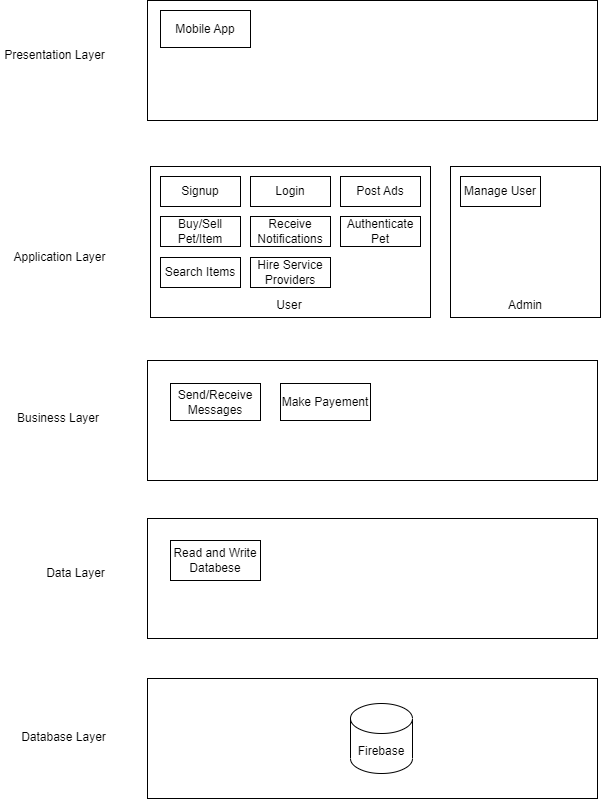 Mobile App
Presentation Layer
Signup
Login
Post Ads
Manage User
Buy/Sell
Pet/Item
Receive
Notifications
Authenticate
Pet
Application Layer
Search Items
Hire Service
Providers
User
Admin
Send/Receive
Messages
Make Payement
Business Layer
Read and Write
Databese
Data Layer
Database Layer
Firebase